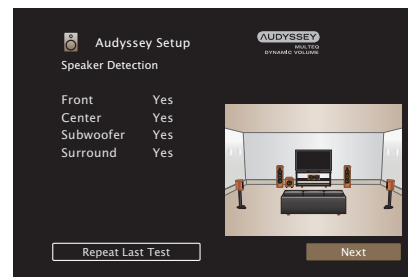 Audyssey Setup
AUDYSSEY
MULTEQ
DYNAMIC VOLUME
Speaker Detection
Front Yes
Center Yes
Subwoofer Yes
Surround Yes
Repeat Last Test
Next